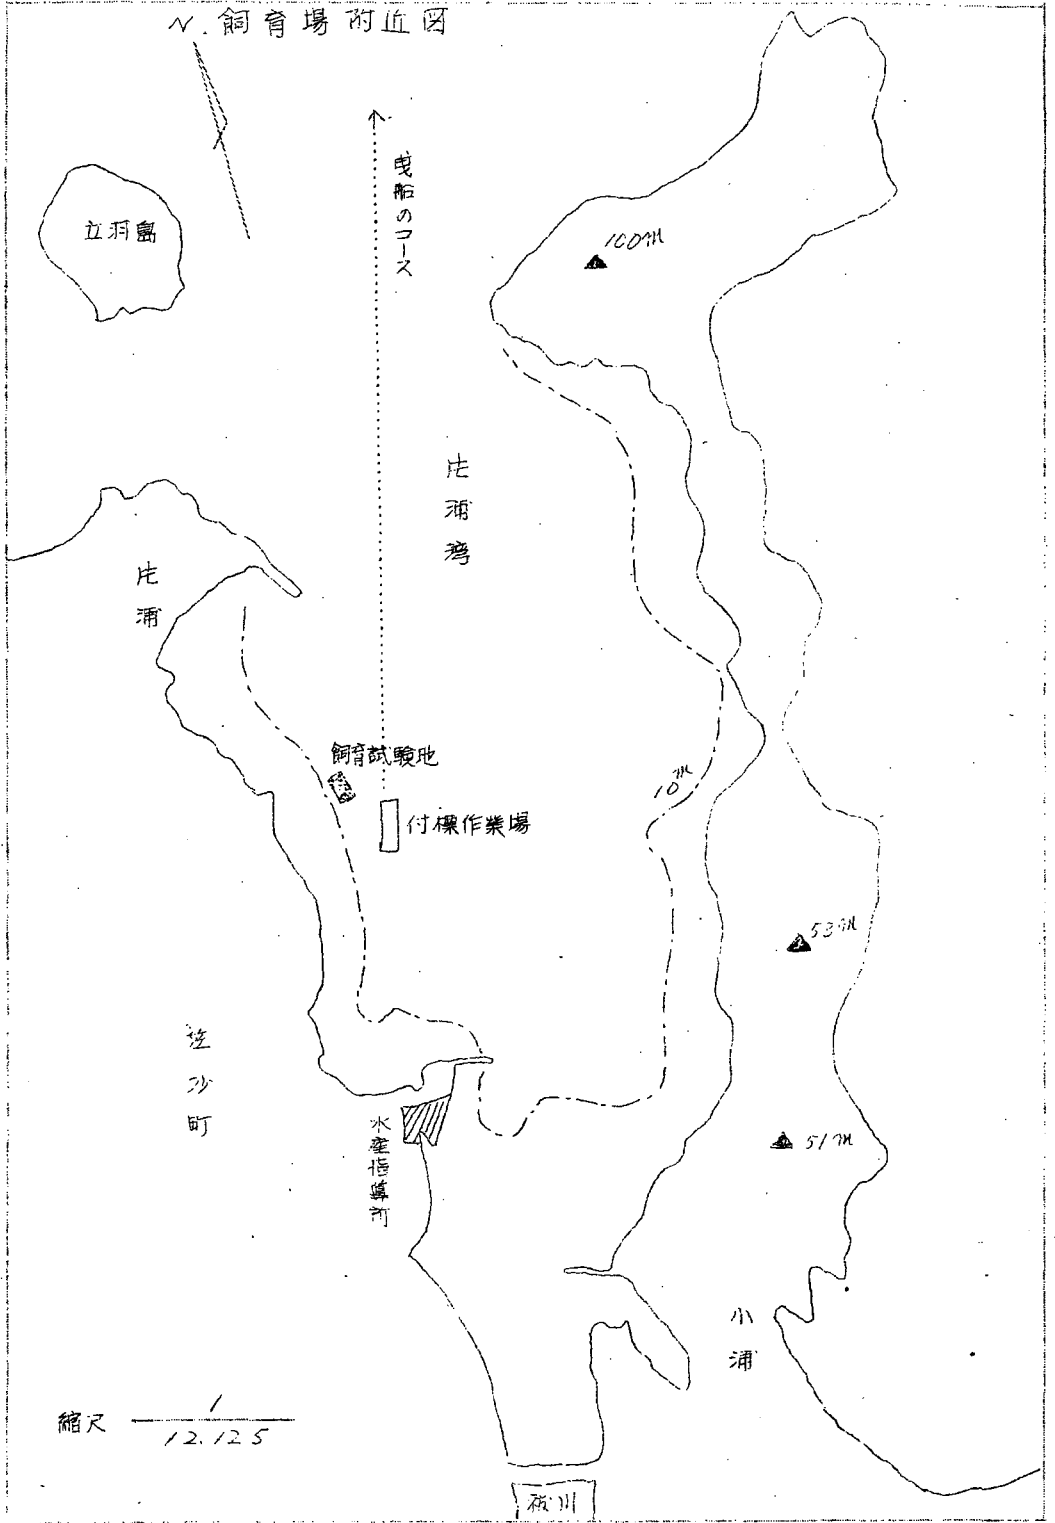 N. 飼育場附近図
曳船のコース
立羽島
100m
片浦湾
片浦
飼育試験地
10m
付標作業場
53m
笠沙町
水産指導所
51m
小浦
縮尺 1/12.125